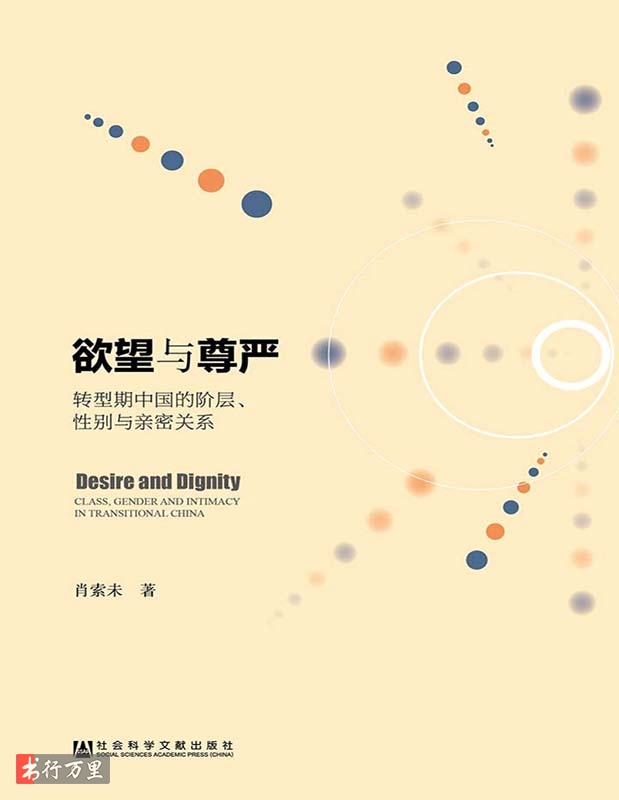 欲望与尊严
转型期中国的阶层、
性别与亲密关系
Desire and Dignity
CLASS, GENDER AND INTIMACY
IN TRANSITIONAL CHINA
肖索未 著
社会科学文献出版社
SOCIAL SCIENCES ACADEMIC PRESS (CHINA)
书行万里